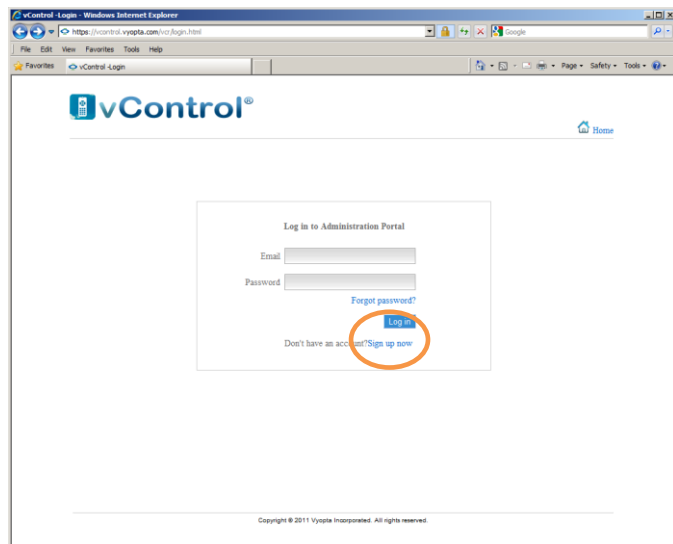 vControl -Login - Windows Internet Explorer
https://vcontrol.vyopta.com/vcr/login.html
Google
File Edit View Favorites Tools Help
Favorites vControl -Login
Page Safety Tools
vControl®
Home
Log in to Administration Portal
Email
Password
Forgot password?
Log in
Don't have an account?Sign up now
Copyright © 2011 Vyopta Incorporated. All rights reserved.